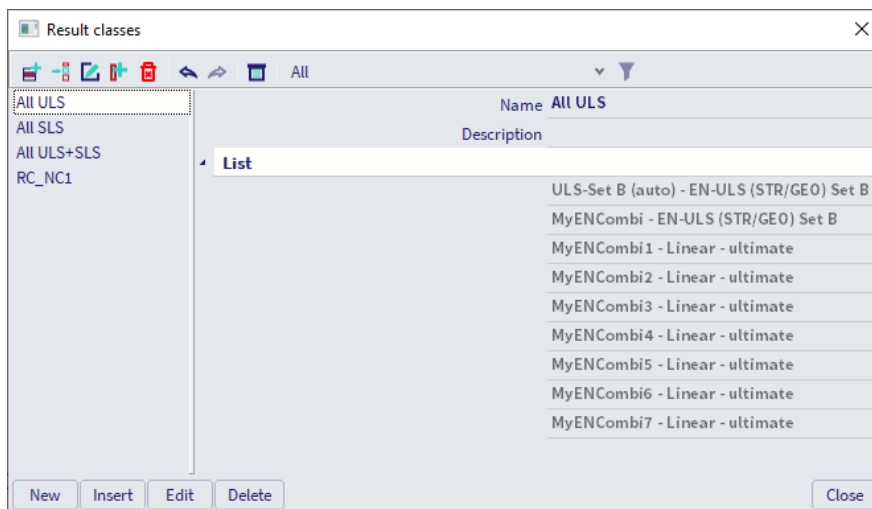 Result classes
All
All ULS
All SLS
All ULS+SLS
RC_NC1
Name All ULS
Description
List
ULS-Set B (auto) - EN-ULS (STR/GEO) Set B
MyENCombi - EN-ULS (STR/GEO) Set B
MyENCombi1 - Linear - ultimate
MyENCombi2 - Linear - ultimate
MyENCombi3 - Linear - ultimate
MyENCombi4 - Linear - ultimate
MyENCombi5 - Linear - ultimate
MyENCombi6 - Linear - ultimate
MyENCombi7 - Linear - ultimate
New Insert Edit Delete Close